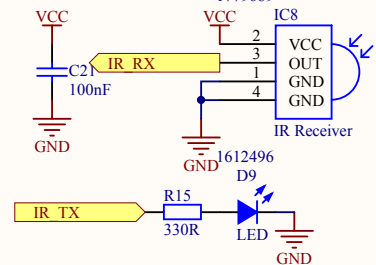 VCC
VCC
IC8
2
VCC
IR_RX
3
OUT
C21
1
GND
100nF
4
GND
IR Receiver
GND
GND
1612496
D9
IR_TX
R15
330R
LED
GND